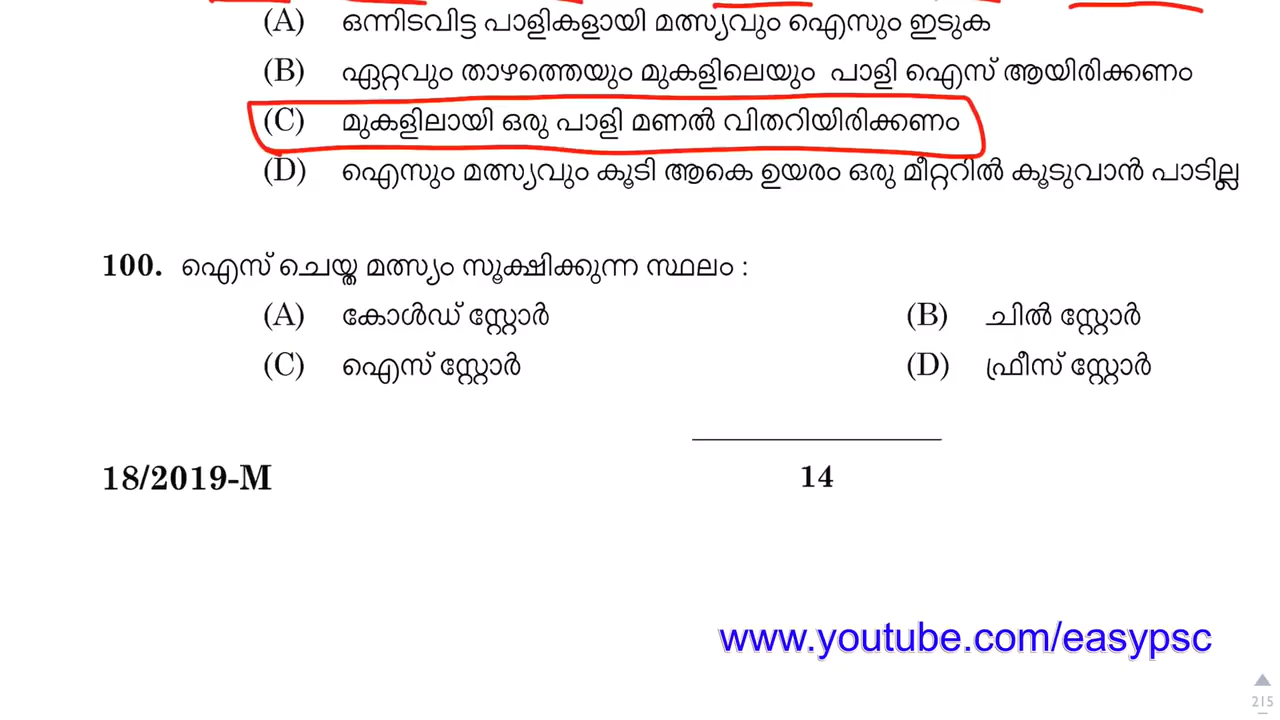 (A) ഒന്നിടവിട്ട പാളികളായി മത്സ്യവും ഐസും ഇടുക
(B) ഏറ്റവും താഴത്തെയും മുകളിലെയും പാളി ഐസ് ആയിരിക്കണം
(C) മുകളിലായി ഒരു പാളി മണൽ വിതറിയിരിക്കണം
(D) ഐസും മത്സ്യവും കൂടി ആകെ ഉയരം ഒരു മീറ്ററിൽ കൂടുവാൻ പാടില്ല
100. ഐസ് ചെയ്ത മത്സ്യം സൂക്ഷിക്കുന്ന സ്ഥലം :
(A) കോൾഡ് സ്റ്റോർ (B) ചിൽ സ്റ്റോർ
(C) ഐസ് സ്റ്റോർ (D) ഫ്രീസ് സ്റ്റോർ
18/2019-M 14
www.youtube.com/easypsc
215